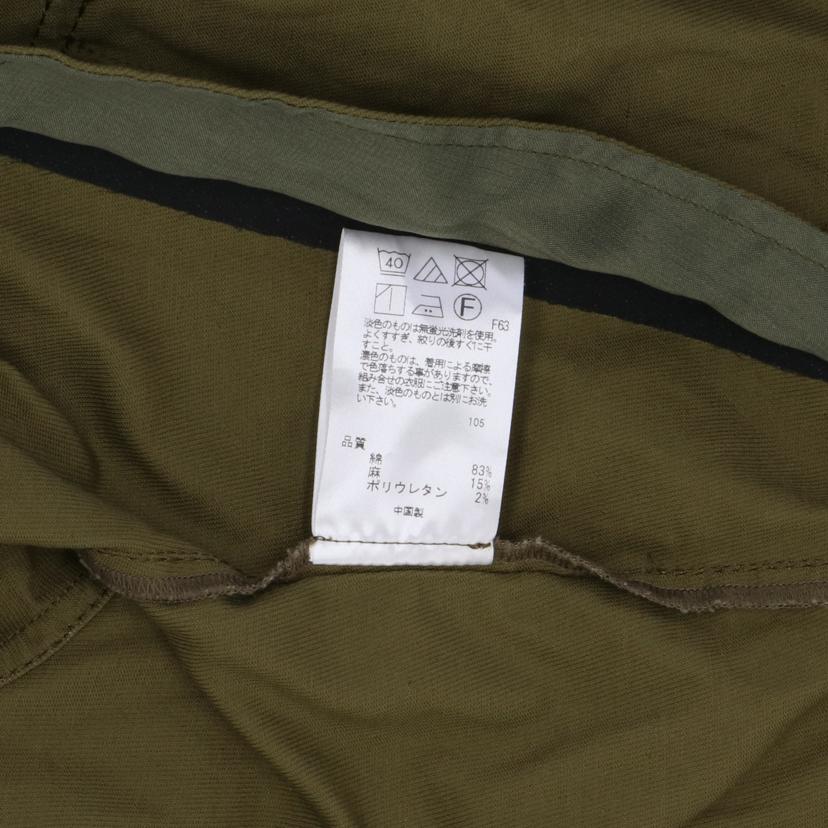 40
F
F63
淡色のものは無蛍光洗剤を使用。
よくすすぎ、絞りの後すぐに干
すこと。
濃色のものは、着用による摩擦
で色落ちする事がありますので、
組み合せの衣服にご注意下さい。
また、淡色のものとは別にお洗
い下さい。
105
品質
綿 83%
麻 15%
ポリウレタン 2%
中国製